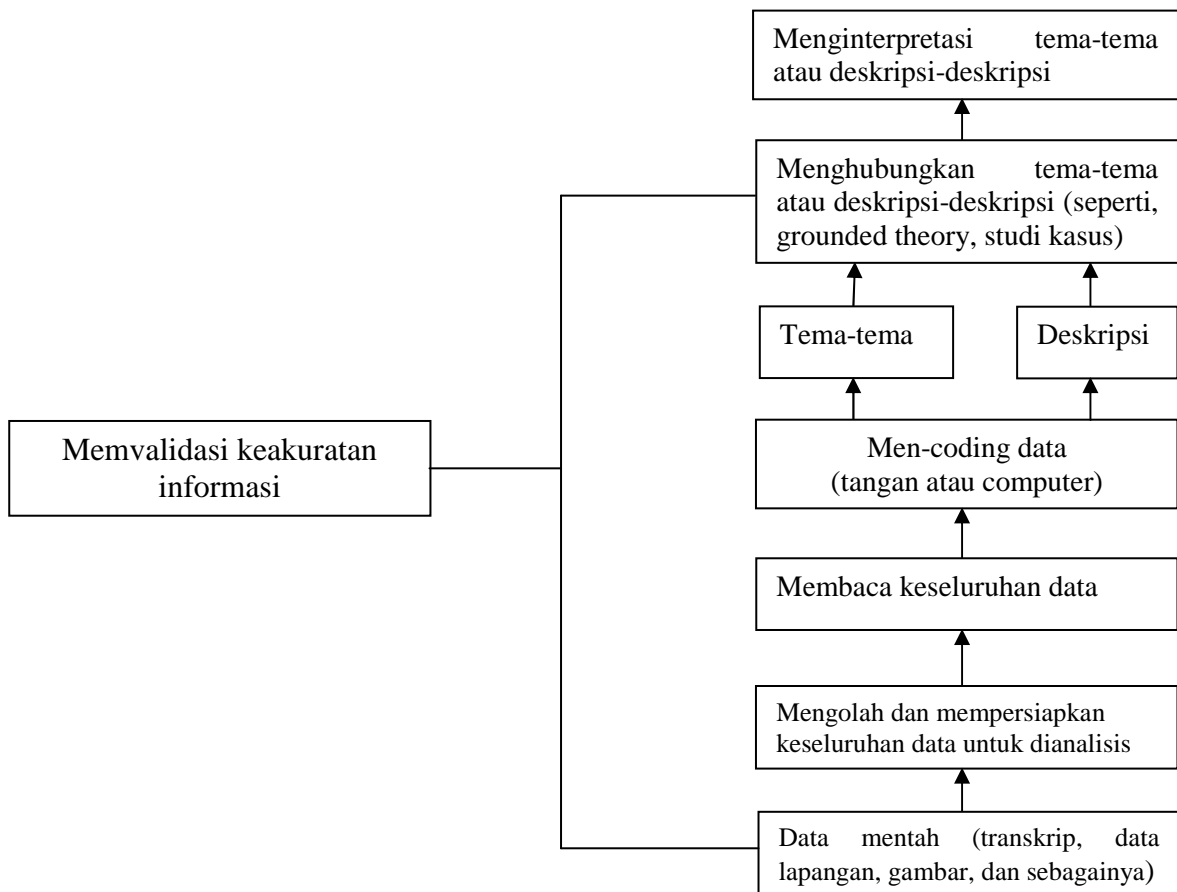 Menginterpretasi tema-tema
atau deskripsi-deskripsi
Menghubungkan tema-tema
atau deskripsi-deskripsi (seperti,
grounded theory, studi kasus)
Tema-tema
Deskripsi
Memvalidasi keakuratan
informasi
Men-coding data
(tangan atau computer)
Membaca keseluruhan data
Mengolah dan mempersiapkan
keseluruhan data untuk dianalisis
Data mentah (transkrip, data
lapangan, gambar, dan sebagainya)